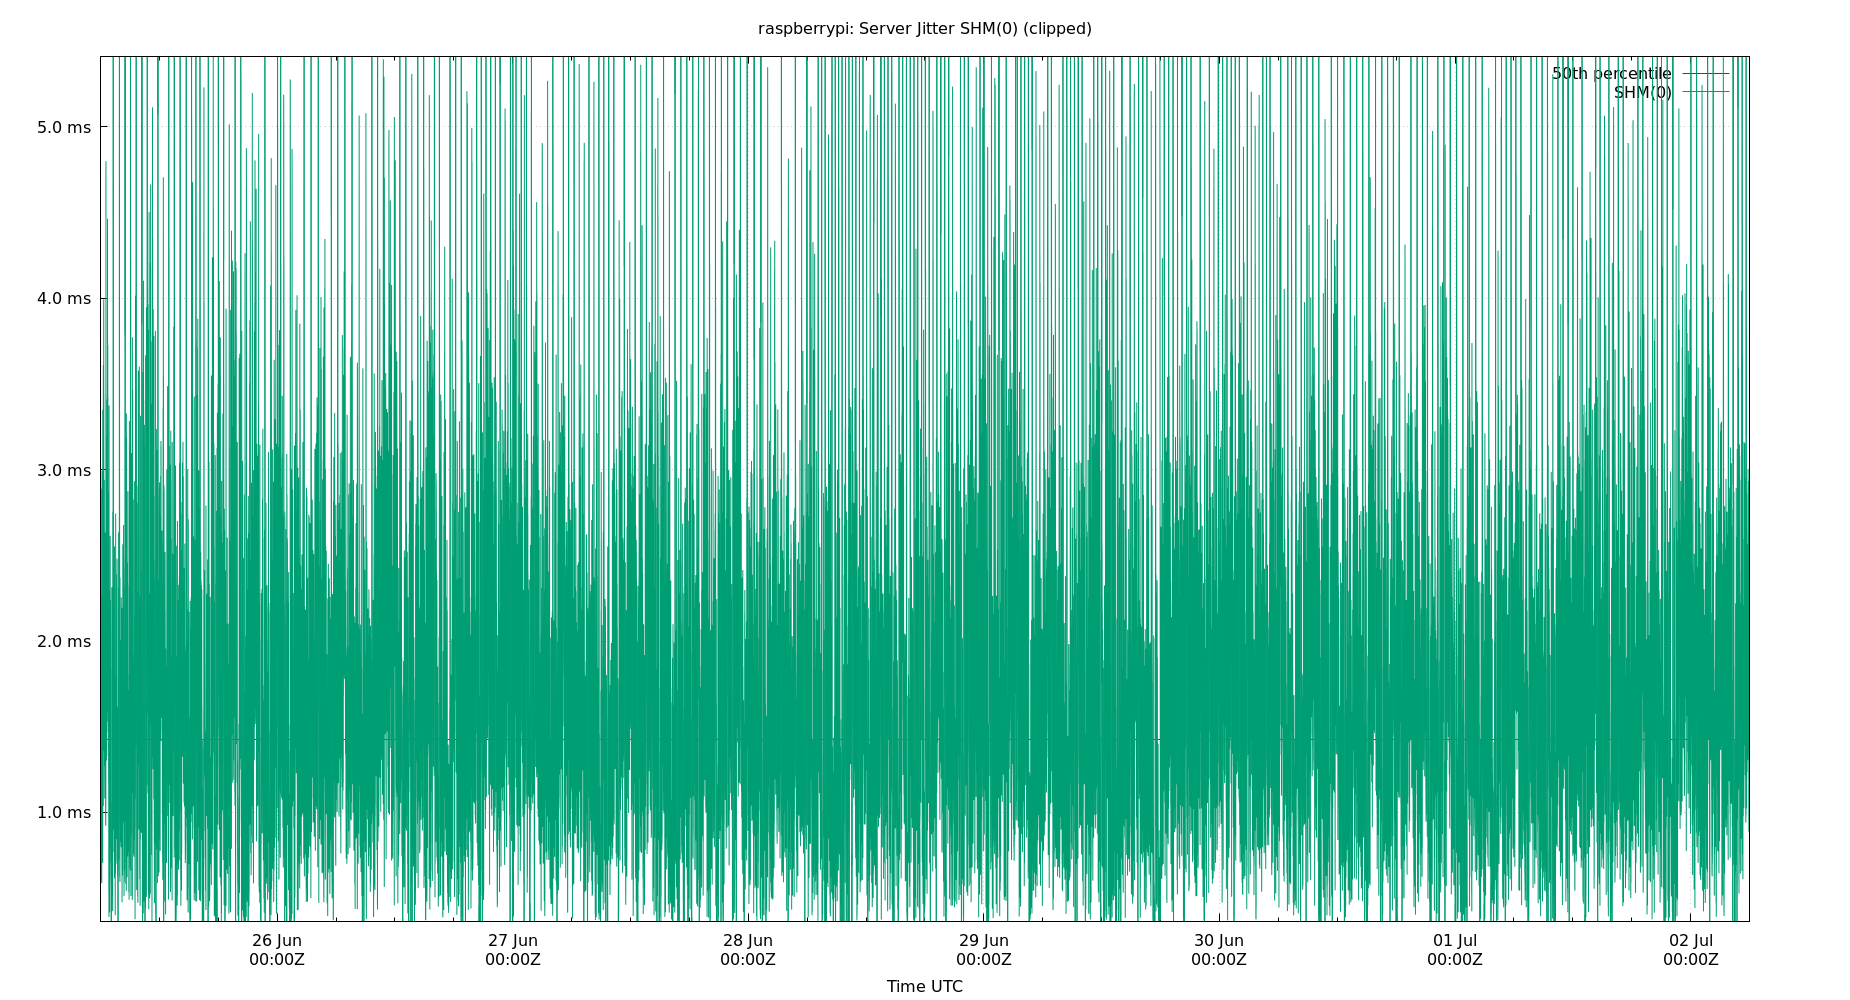 raspberrypi: Server Jitter SHM(0) (clipped)
50th percentile
SHM(0)
5.0 ms
4.0 ms
3.0 ms
2.0 ms
1.0 ms
26 Jun 27 Jun 28 Jun 29 Jun 30 Jun 01 Jul 02 Jul
00:00Z 00:00Z 00:00Z 00:00Z 00:00Z 00:00Z 00:00Z
Time UTC